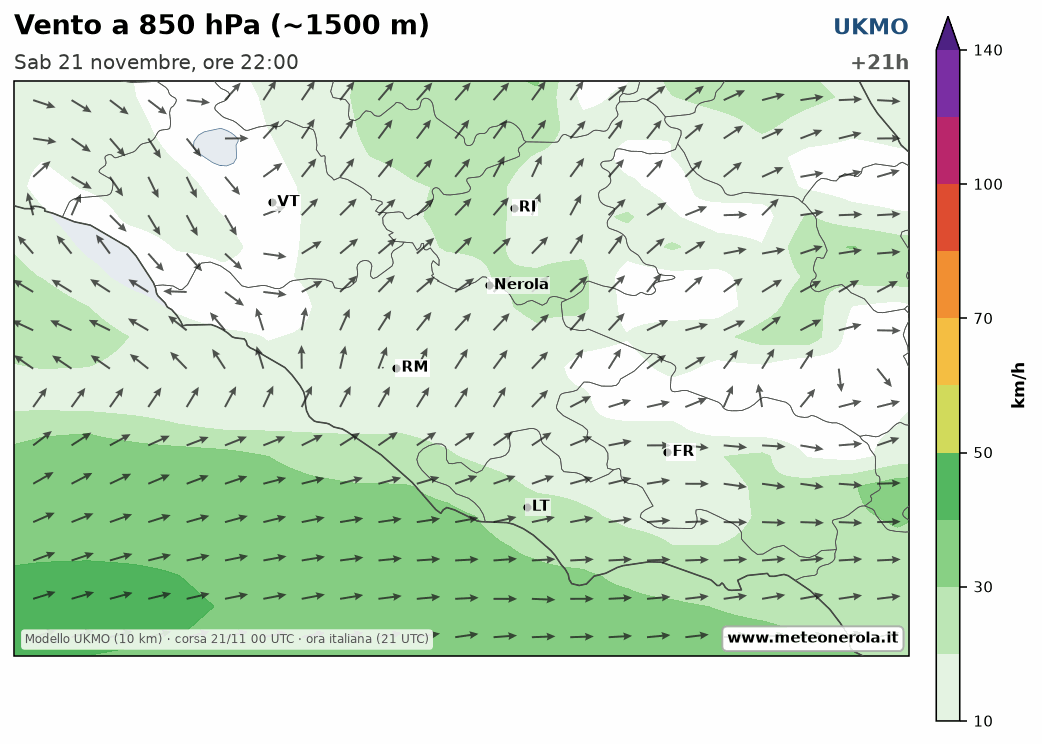 Vento a 850 hPa (~1500 m)
UKMO
Sab 21 novembre, ore 22:00
+21h
140
100
70
50
30
10
km/h
VT
RI
Nerola
RM
FR
LT
Modello UKMO (10 km) · corsa 21/11 00 UTC · ora italiana (21 UTC)
www.meteonerola.it